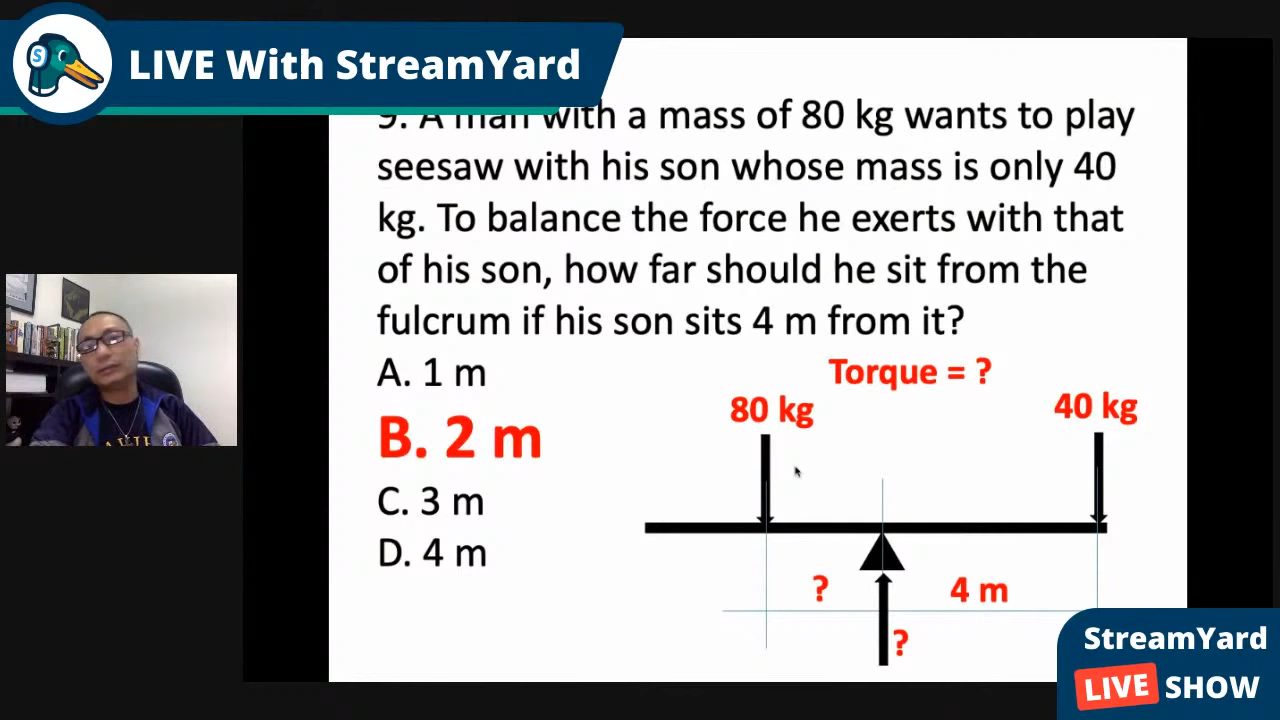 LIVE With StreamYard
9. A man with a mass of 80 kg wants to play
seesaw with his son whose mass is only 40
kg. To balance the force he exerts with that
of his son, how far should he sit from the
fulcrum if his son sits 4 m from it?
A. 1 m
B. 2 m
C. 3 m
D. 4 m
Torque = ?
80 kg
40 kg
?
4 m
?
StreamYard
LIVE SHOW
S